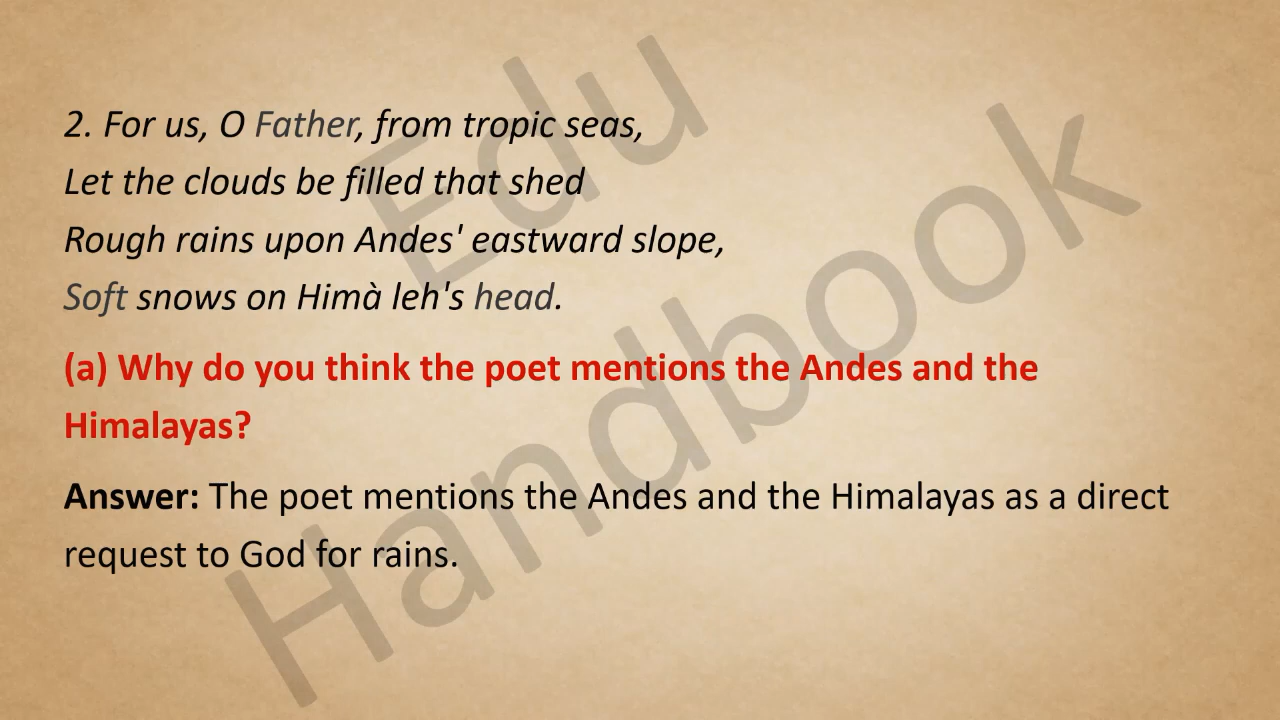 2. For us, O Father, from tropic seas,
Let the clouds be filled that shed
Rough rains upon Andes' eastward slope,
Soft snows on Himà leh's head.
(a) Why do you think the poet mentions the Andes and the
Himalayas?
Answer: The poet mentions the Andes and the Himalayas as a direct
request to God for rains.
Edu
Handbook